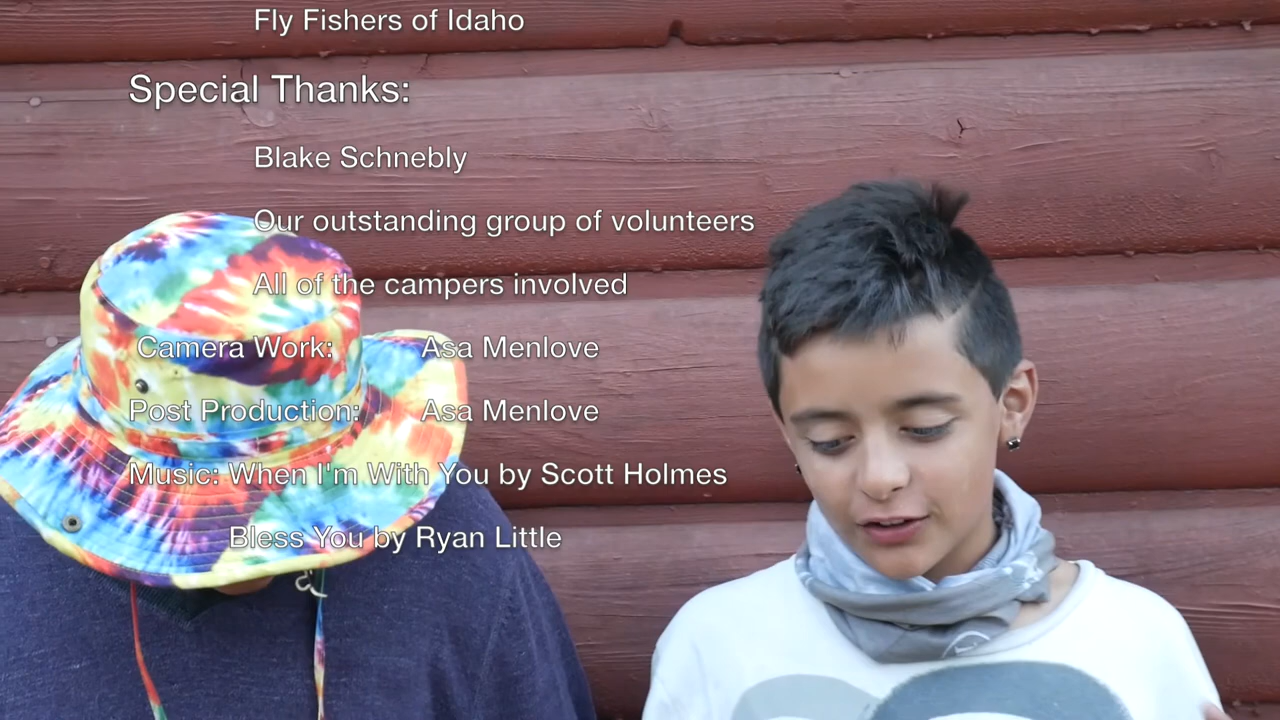 Fly Fishers of Idaho
Special Thanks:
Blake Schnebly
Our outstanding group of volunteers
All of the campers involved
Camera Work: Asa Menlove
Post Production: Asa Menlove
Music: When I'm With You by Scott Holmes
Bless You by Ryan Little